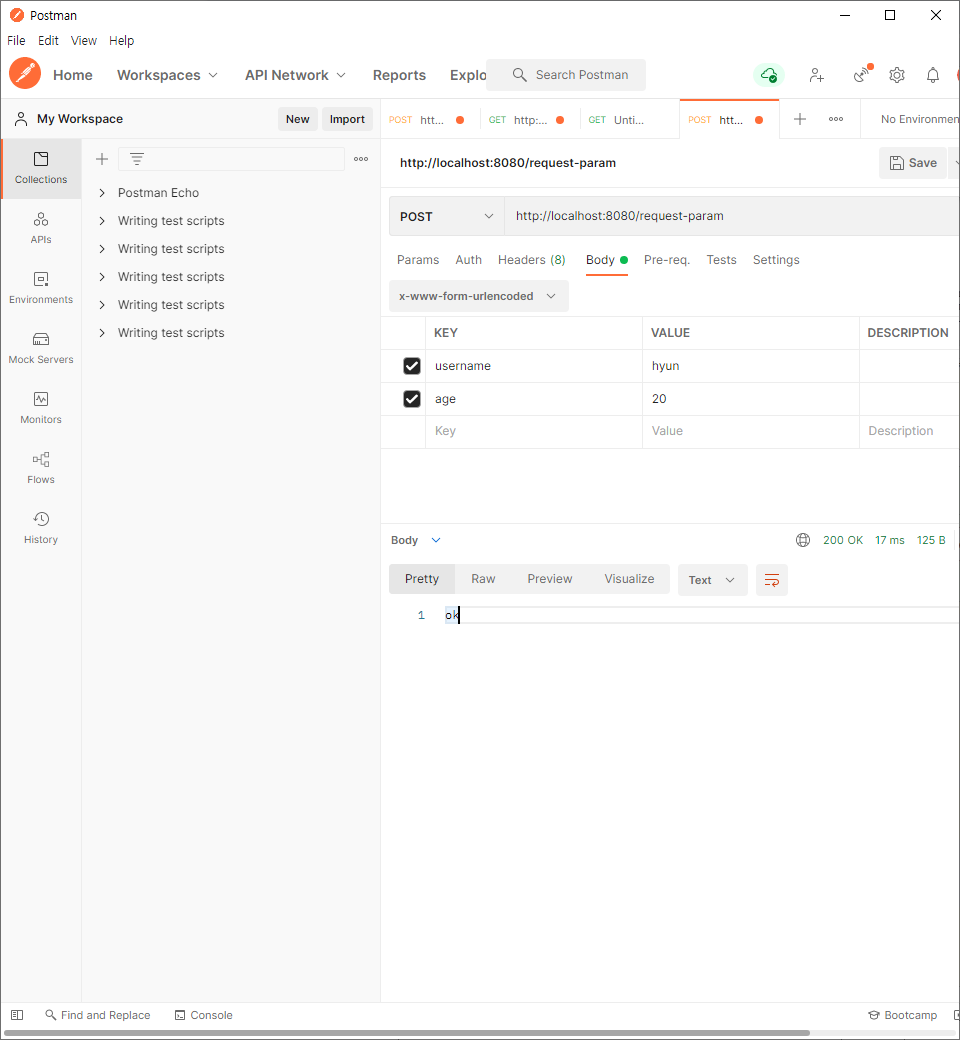 Postman
File Edit View Help
Home Workspaces API Network Reports Explo Search Postman
My Workspace New Import POST htt... GET http:... GET Unti... POST htt... No Environmen
http://localhost:8080/request-param Save
Collections
APIs
Environments
Mock Servers
Monitors
Flows
History
Postman Echo
Writing test scripts
Writing test scripts
Writing test scripts
Writing test scripts
Writing test scripts
POST http://localhost:8080/request-param
Params Auth Headers (8) Body Pre-req. Tests Settings
x-www-form-urlencoded
KEY VALUE DESCRIPTION
username hyun
age 20
Key Value Description
Body 200 OK 17 ms 125 B
Pretty Raw Preview Visualize Text
1 ok
Find and Replace Console Bootcamp